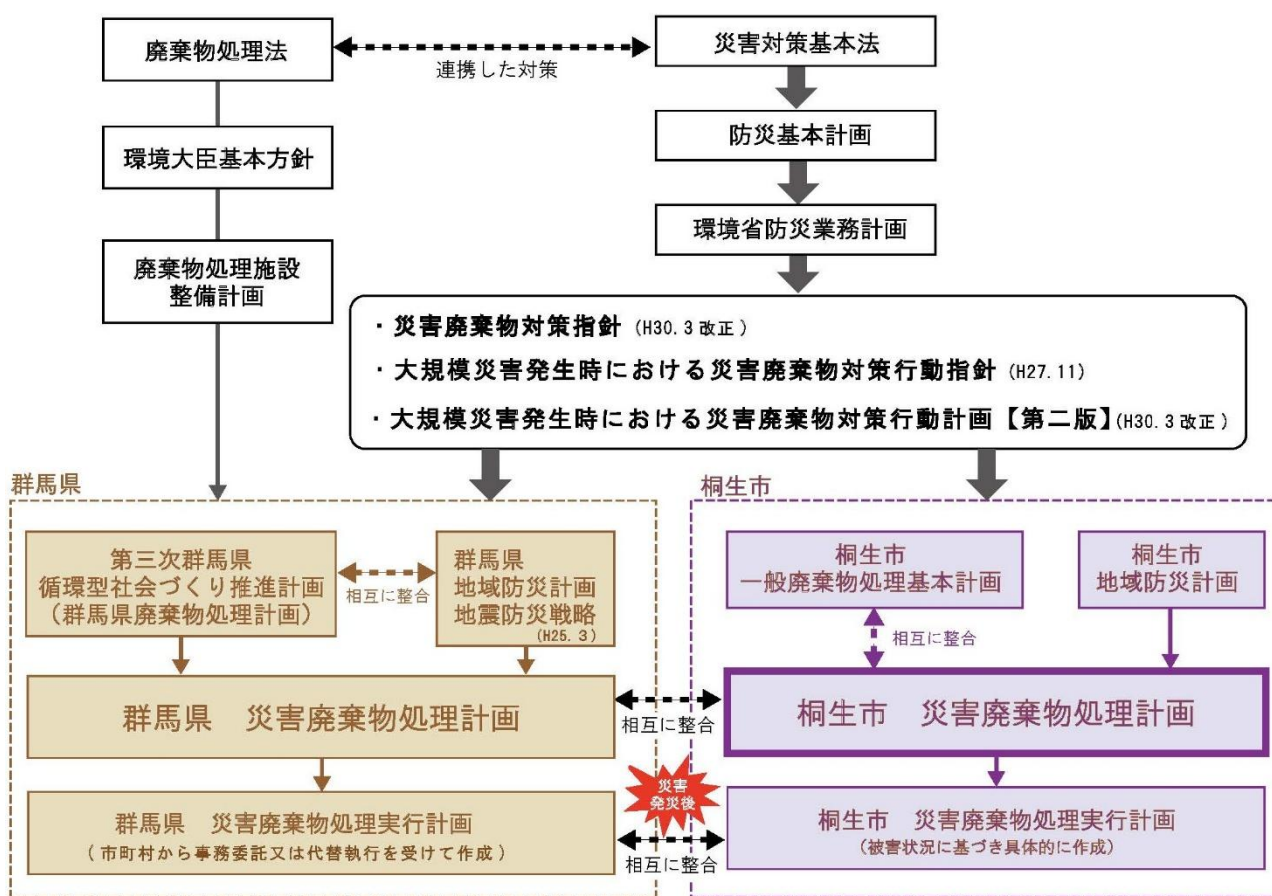 廃棄物処理法
連携した対策
災害対策基本法
環境大臣基本方針
防災基本計画
廃棄物処理施設
整備計画
環境省防災業務計画
・災害廃棄物対策指針 (H30.3 改正)
・大規模災害発生時における災害廃棄物対策行動指針 (H27.11)
・大規模災害発生時における災害廃棄物対策行動計画【第二版】(H30.3 改正)
群馬県
第三次群馬県
循環型社会づくり推進計画
(群馬県廃棄物処理計画)
相互に整合
群馬県
地域防災計画
地震防災戦略
(H25.3)
群馬県 災害廃棄物処理計画
群馬県 災害廃棄物処理実行計画
(市町村から事務委託又は代替執行を受けて作成)
相互に整合
災害
発災後
相互に整合
桐生市
桐生市
一般廃棄物処理基本計画
桐生市
地域防災計画
相互に整合
桐生市 災害廃棄物処理計画
桐生市 災害廃棄物処理実行計画
(被害状況に基づき具体的に作成)